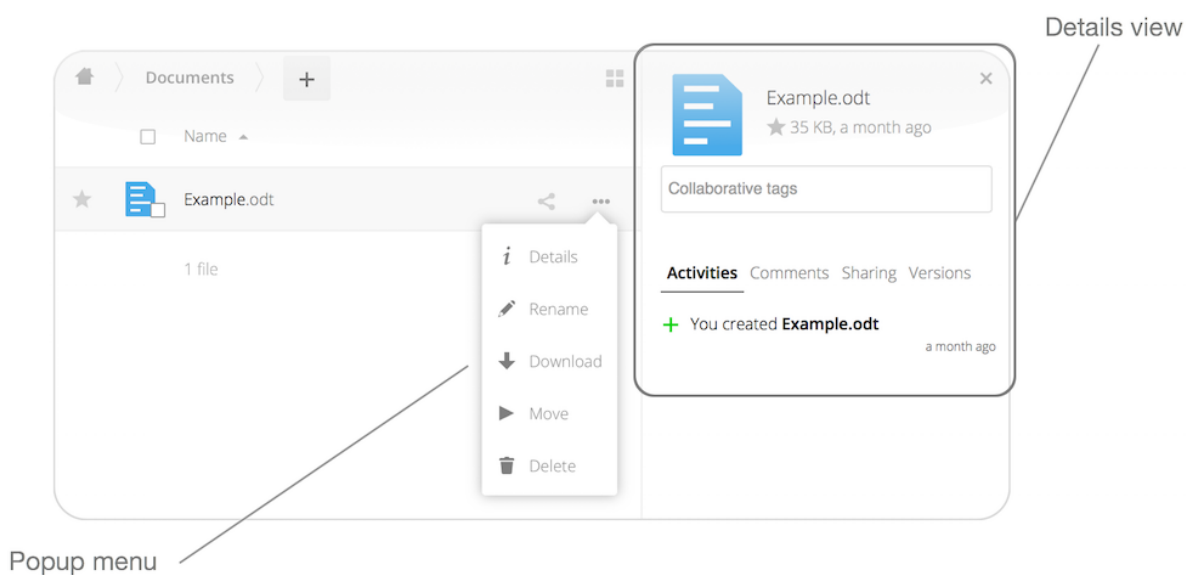 Details view
Documents
+
Example.odt
35 KB, a month ago
Name
Collaborative tags
Example.odt
1 file
Details
Rename
Download
Move
Delete
Activities Comments Sharing Versions
You created Example.odt
a month ago
Popup menu